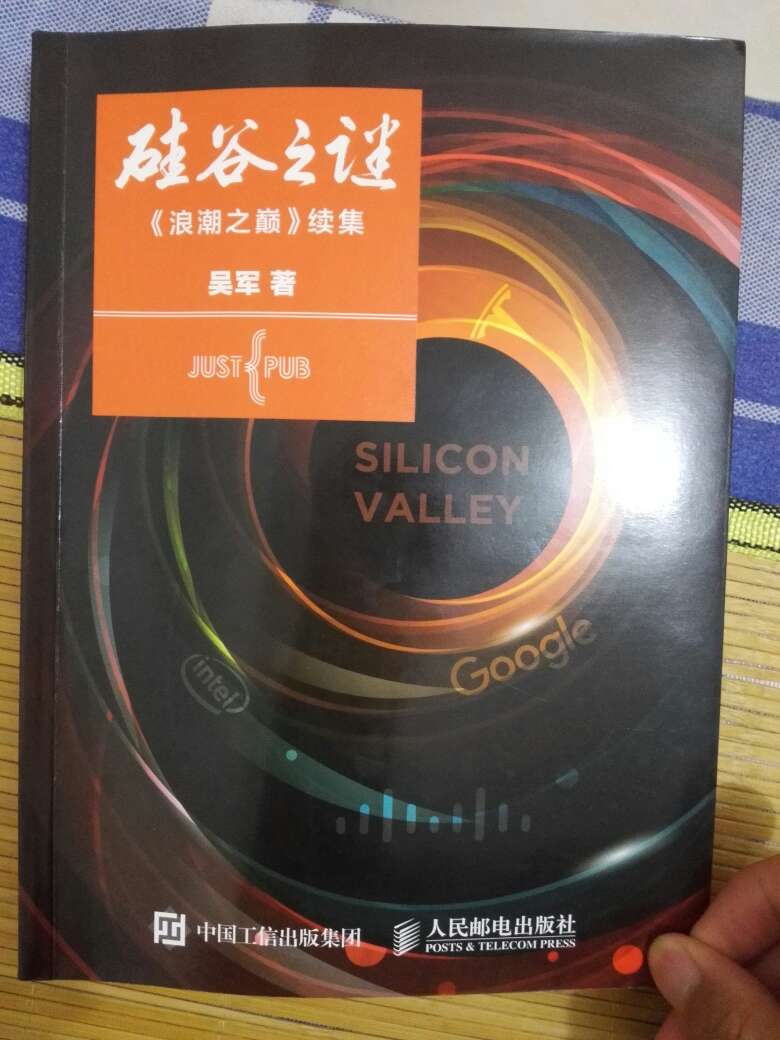 硅谷之谜
《浪潮之巅》续集
吴军 著
JUST PUB
SILICON
VALLEY
Google
intel
中国工信出版集团
人民邮电出版社
POSTS & TELECOM PRESS